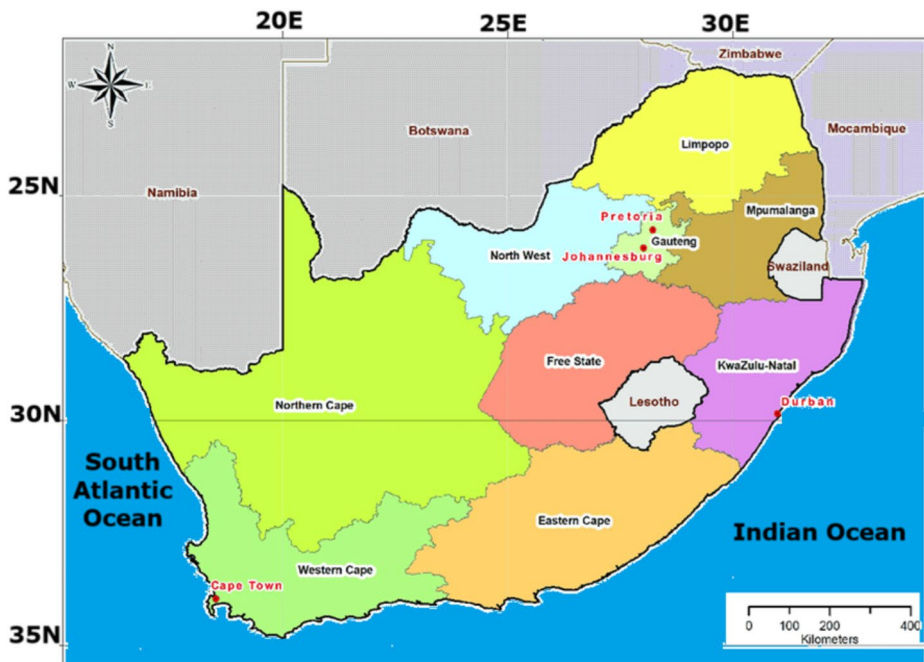 20E
25E
30E
N
W
E
S
Zimbabwe
Botswana
Mocambique
Limpopo
25N
Namibia
Pretoria
Mpumalanga
Gauteng
North West
Johannesburg
Swaziland
Free State
KwaZulu-Natal
Northern Cape
Lesotho
Durban
30N
South
Atlantic
Ocean
Eastern Cape
Indian Ocean
Western Cape
Cape Town
0 100 200 400
Kilometers
35N